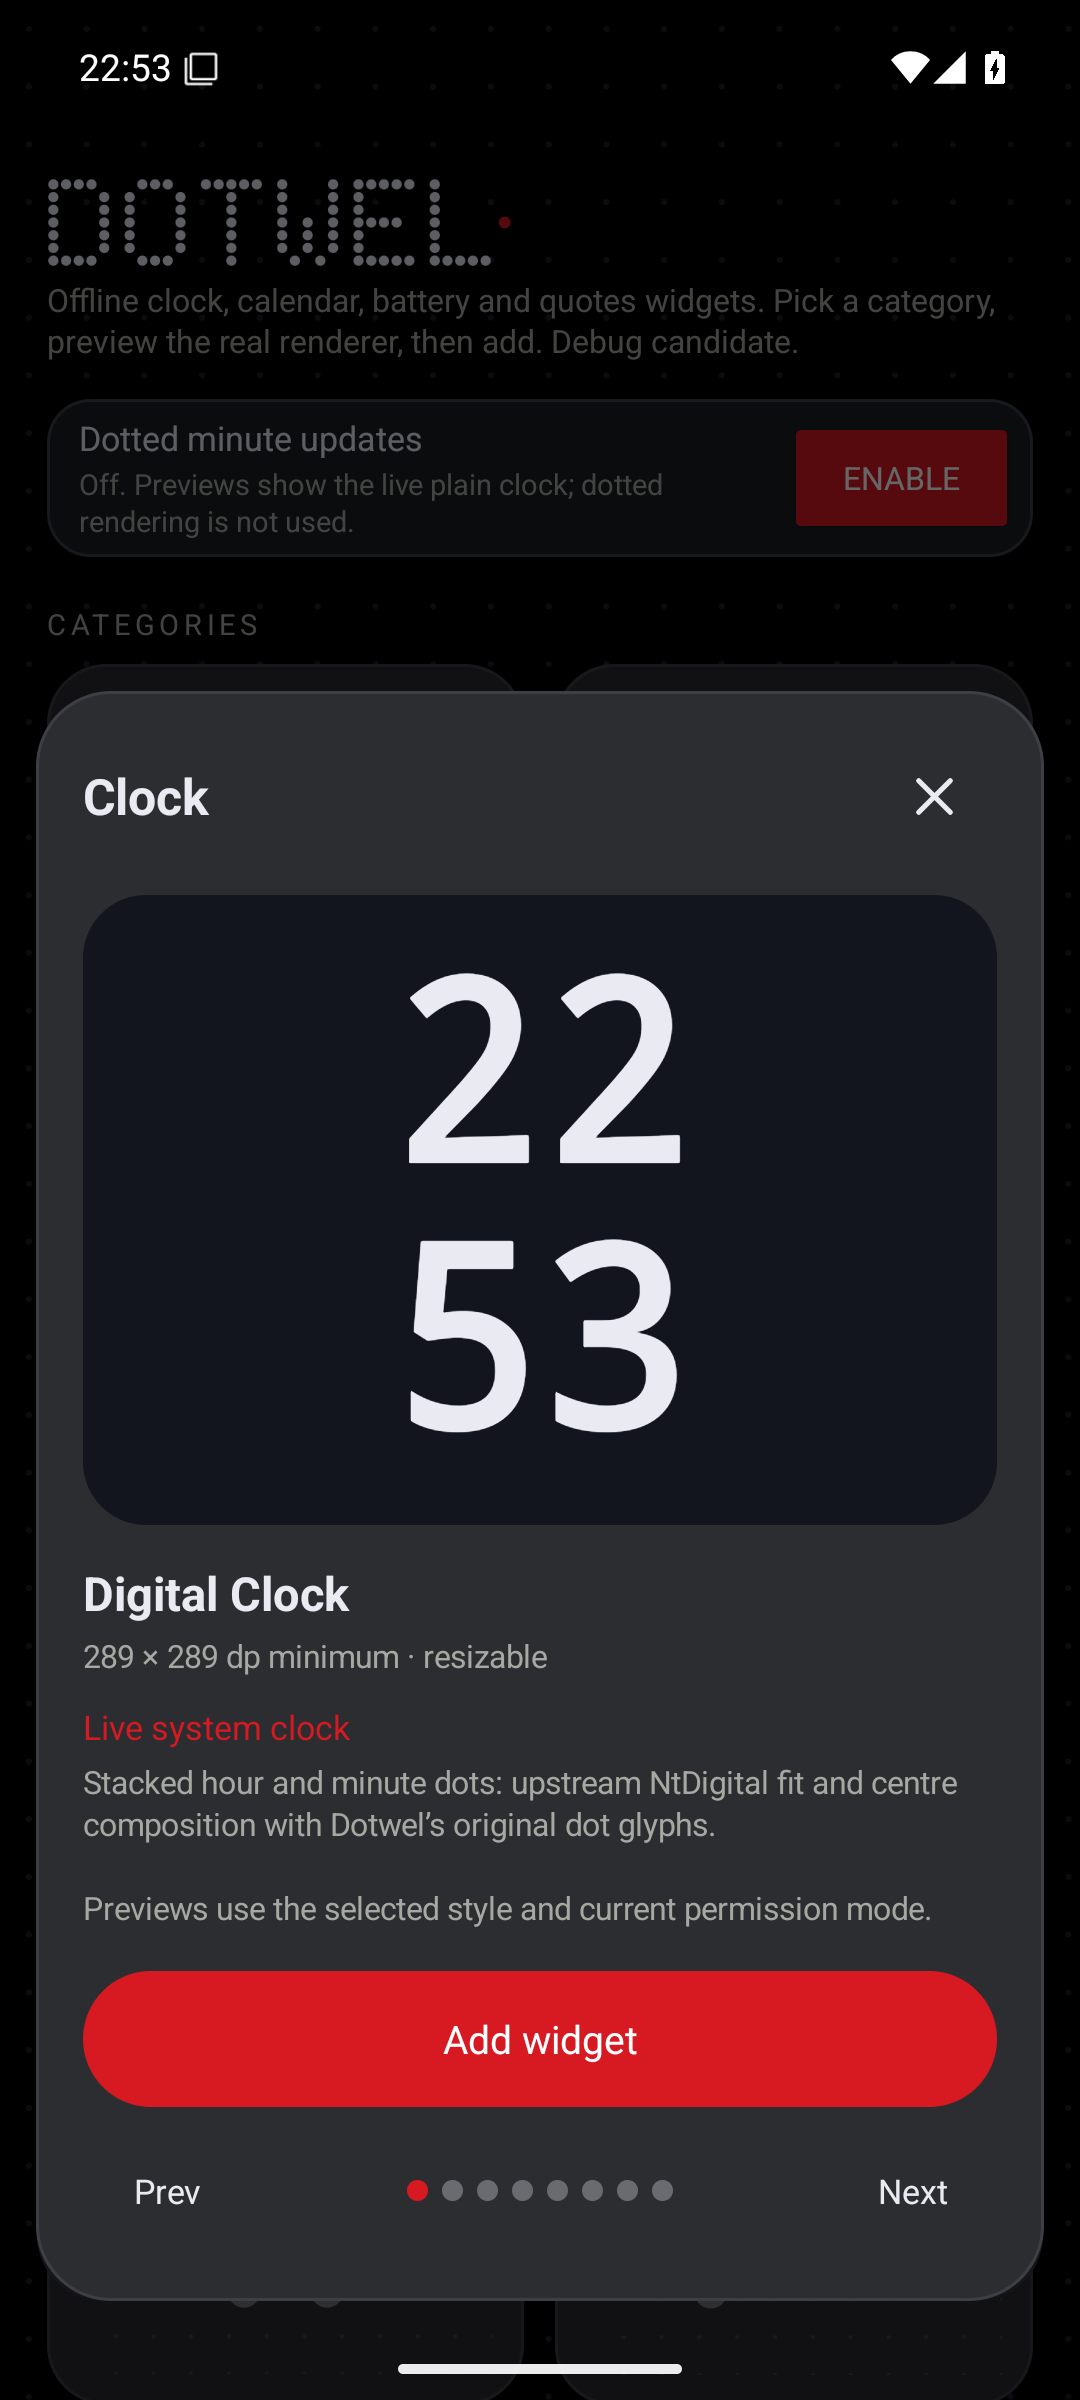 22:53
DOTWEL
Offline clock, calendar, battery and quotes widgets. Pick a category,
preview the real renderer, then add. Debug candidate.
Dotted minute updates
Off. Previews show the live plain clock; dotted
rendering is not used.
ENABLE
CATEGORIES
Clock
22
53
Digital Clock
289 × 289 dp minimum · resizable
Live system clock
Stacked hour and minute dots: upstream NtDigital fit and centre
composition with Dotwel’s original dot glyphs.
Previews use the selected style and current permission mode.
Add widget
Prev
Next